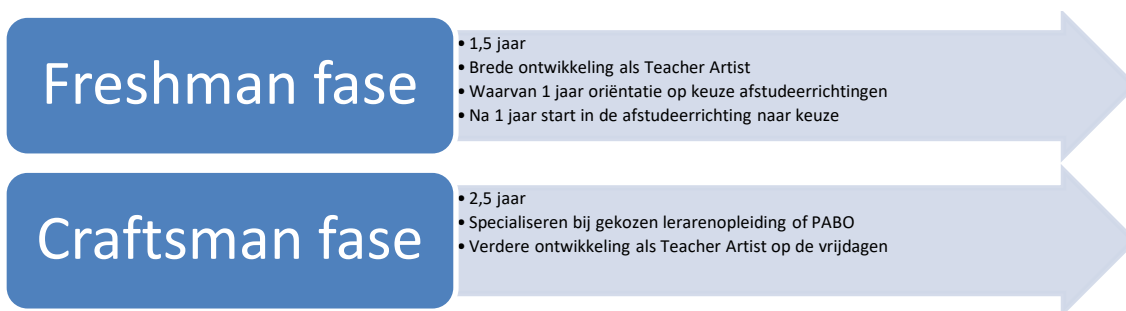 Freshman fase
• 1,5 jaar
• Brede ontwikkeling als Teacher Artist
• Waarvan 1 jaar oriëntatie op keuze afstudeerrichtingen
• Na 1 jaar start in de afstudeerrichting naar keuze
Craftsman fase
• 2,5 jaar
• Specialiseren bij gekozen lerarenopleiding of PABO
• Verdere ontwikkeling als Teacher Artist op de vrijdagen